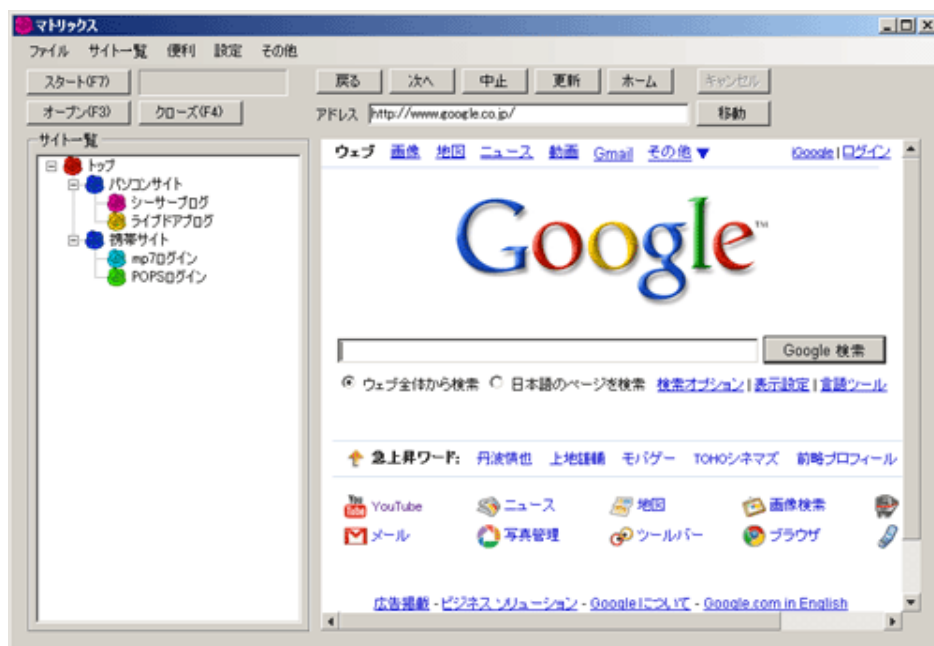 マトリックス
ファイル サイト一覧 便利 設定 その他
スタート(F7) 戻る 次へ 中止 更新 ホーム キャンセル
オープン(F3) クローズ(F4) アドレス http://www.google.co.jp/ 移動
サイト一覧
トップ
パソコンサイト
シーサーブログ
ライブドアブログ
携帯サイト
mp7ログイン
POPSログイン
ウェブ 画像 地図 ニュース 動画 Gmail その他 ▼ iGoogle | ログイン
Google™
Google 検索
ウェブ全体から検索 日本語のページを検索 検索オプション | 表示設定 | 言語ツール
急上昇ワード: 丹波慎也 上地雄輔 モバゲー TOHOシネマズ 前略プロフィール
YouTube ニュース 地図 画像検索
メール 写真管理 ツールバー ブラウザ
広告掲載 - ビジネス ソリューション - Google について - Google.com in English